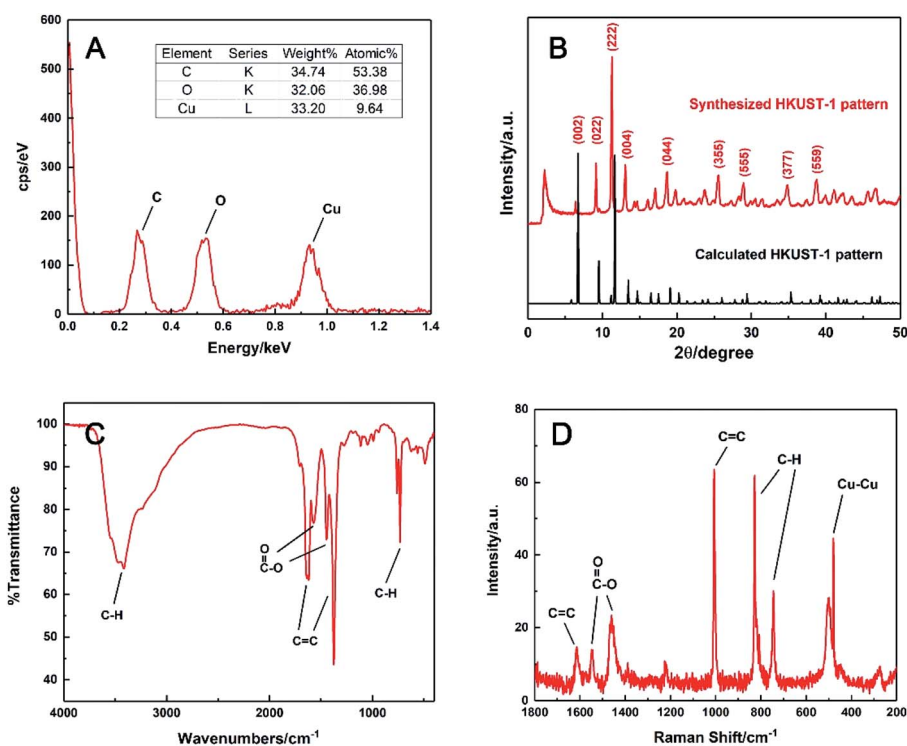 A
Element Series Weight% Atomic%
C K 34.74 53.38
O K 32.06 36.98
Cu L 33.20 9.64
600
500
400
300
200
100
0
cps/eV
C
O
Cu
0.0 0.2 0.4 0.6 0.8 1.0 1.2 1.4
Energy/keV
B
(002)
(022)
(222)
(004)
(044)
(355)
(555)
(377)
(559)
Synthesized HKUST-1 pattern
Calculated HKUST-1 pattern
Intensity/a.u.
0 10 20 30 40 50
2θ/degree
C
100
90
80
70
60
50
40
%Transmittance
C-H
O
C-O
C=C
C-H
4000 3000 2000 1000
Wavenumbers/cm-1
D
80
60
40
20
0
Intensity/a.u.
C=C
C-H
Cu-Cu
O
C-O
C=C
1800 1600 1400 1200 1000 800 600 400 200
Raman Shift/cm-1